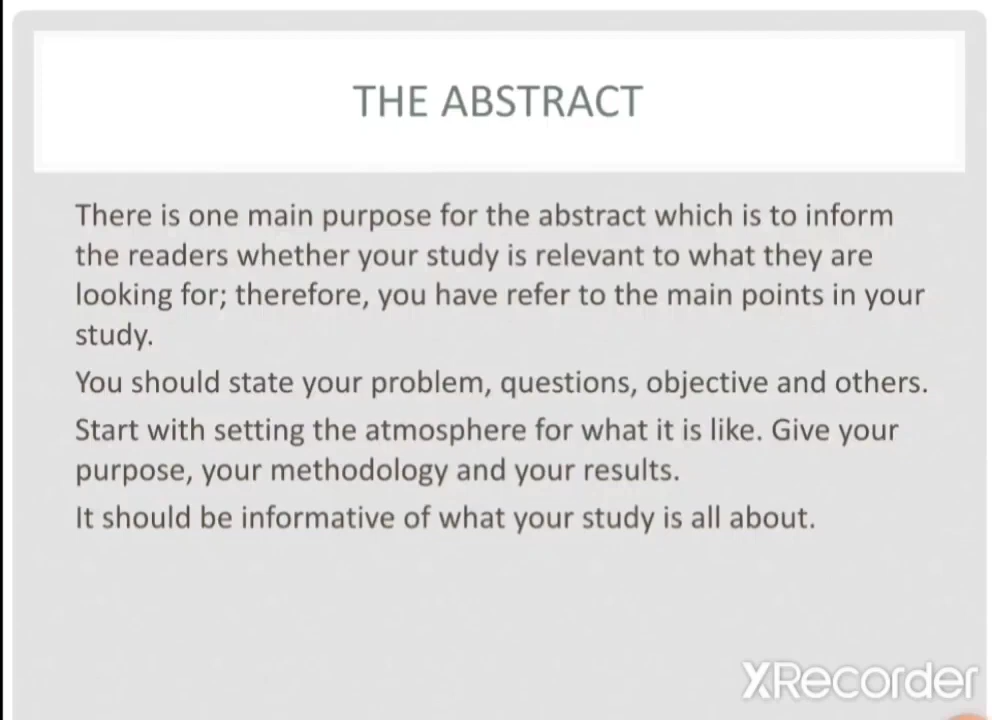 THE ABSTRACT
There is one main purpose for the abstract which is to inform
the readers whether your study is relevant to what they are
looking for; therefore, you have refer to the main points in your
study.
You should state your problem, questions, objective and others.
Start with setting the atmosphere for what it is like. Give your
purpose, your methodology and your results.
It should be informative of what your study is all about.
XRecorder